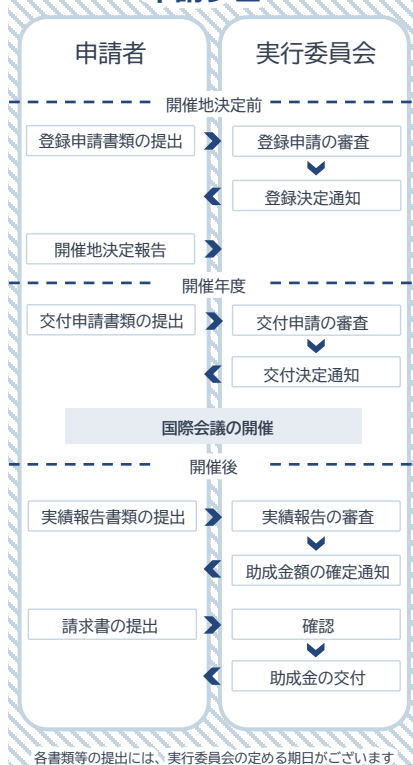 申請者 実行委員会
開催地決定前
登録申請書類の提出 登録申請の審査
登録決定通知
開催地決定報告
開催年度
交付申請書類の提出 交付申請の審査
交付決定通知
国際会議の開催
開催後
実績報告書類の提出 実績報告の審査
助成金額の確定通知
請求書の提出 確認
助成金の交付
各書類等の提出には、実行委員会の定める期日がございます